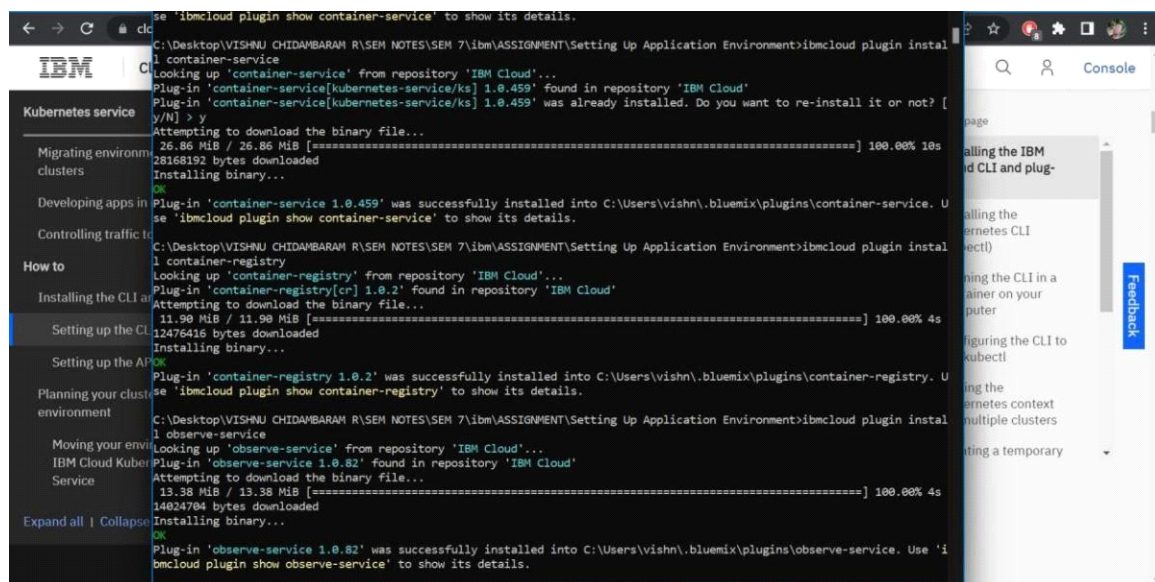 se 'ibmcloud plugin show container-service' to show its details.
C:\Desktop\VISHNU CHIDAMBARAM R\SEM NOTES\SEM 7\ibm\ASSIGNMENT\Setting Up Application Environment>ibmcloud plugin instal
l container-service
Looking up 'container-service' from repository 'IBM Cloud'...
Plug-in 'container-service[kubernetes-service/ks] 1.0.459' found in repository 'IBM Cloud'
Plug-in 'container-service[kubernetes-service/ks] 1.0.459' was already installed. Do you want to re-install it or not? [
y/N] > y
Attempting to download the binary file...
26.86 MiB / 26.86 MiB [=====================================================================================] 100.00% 10s
28168192 bytes downloaded
Installing binary...
OK
Plug-in 'container-service 1.0.459' was successfully installed into C:\Users\vishn\.bluemix\plugins\container-service. U
se 'ibmcloud plugin show container-service' to show its details.
C:\Desktop\VISHNU CHIDAMBARAM R\SEM NOTES\SEM 7\ibm\ASSIGNMENT\Setting Up Application Environment>ibmcloud plugin instal
l container-registry
Looking up 'container-registry' from repository 'IBM Cloud'...
Plug-in 'container-registry[cr] 1.0.2' found in repository 'IBM Cloud'
Attempting to download the binary file...
11.90 MiB / 11.90 MiB [======================================================================================] 100.00% 4s
12476416 bytes downloaded
Installing binary...
OK
Plug-in 'container-registry 1.0.2' was successfully installed into C:\Users\vishn\.bluemix\plugins\container-registry. U
se 'ibmcloud plugin show container-registry' to show its details.
C:\Desktop\VISHNU CHIDAMBARAM R\SEM NOTES\SEM 7\ibm\ASSIGNMENT\Setting Up Application Environment>ibmcloud plugin instal
l observe-service
Looking up 'observe-service' from repository 'IBM Cloud'...
Plug-in 'observe-service 1.0.82' found in repository 'IBM Cloud'
Attempting to download the binary file...
13.38 MiB / 13.38 MiB [======================================================================================] 100.00% 4s
14024704 bytes downloaded
Installing binary...
OK
Plug-in 'observe-service 1.0.82' was successfully installed into C:\Users\vishn\.bluemix\plugins\observe-service. Use 'i
bmcloud plugin show observe-service' to show its details.
IBM
Kubernetes service
Migrating environm
clusters
Developing apps in
Controlling traffic to
How to
Installing the CLI an
Setting up the CL
Setting up the AP
Planning your cluste
environment
Moving your envir
IBM Cloud Kuber
Service
Expand all | Collapse
Console
page
alling the IBM
d CLI and plug-
alling the
ernetes CLI
ectl)
ning the CLI in a
ainer on your
puter
figuring the CLI to
kubectl
ing the
ernetes context
multiple clusters
ting a temporary
Feedback